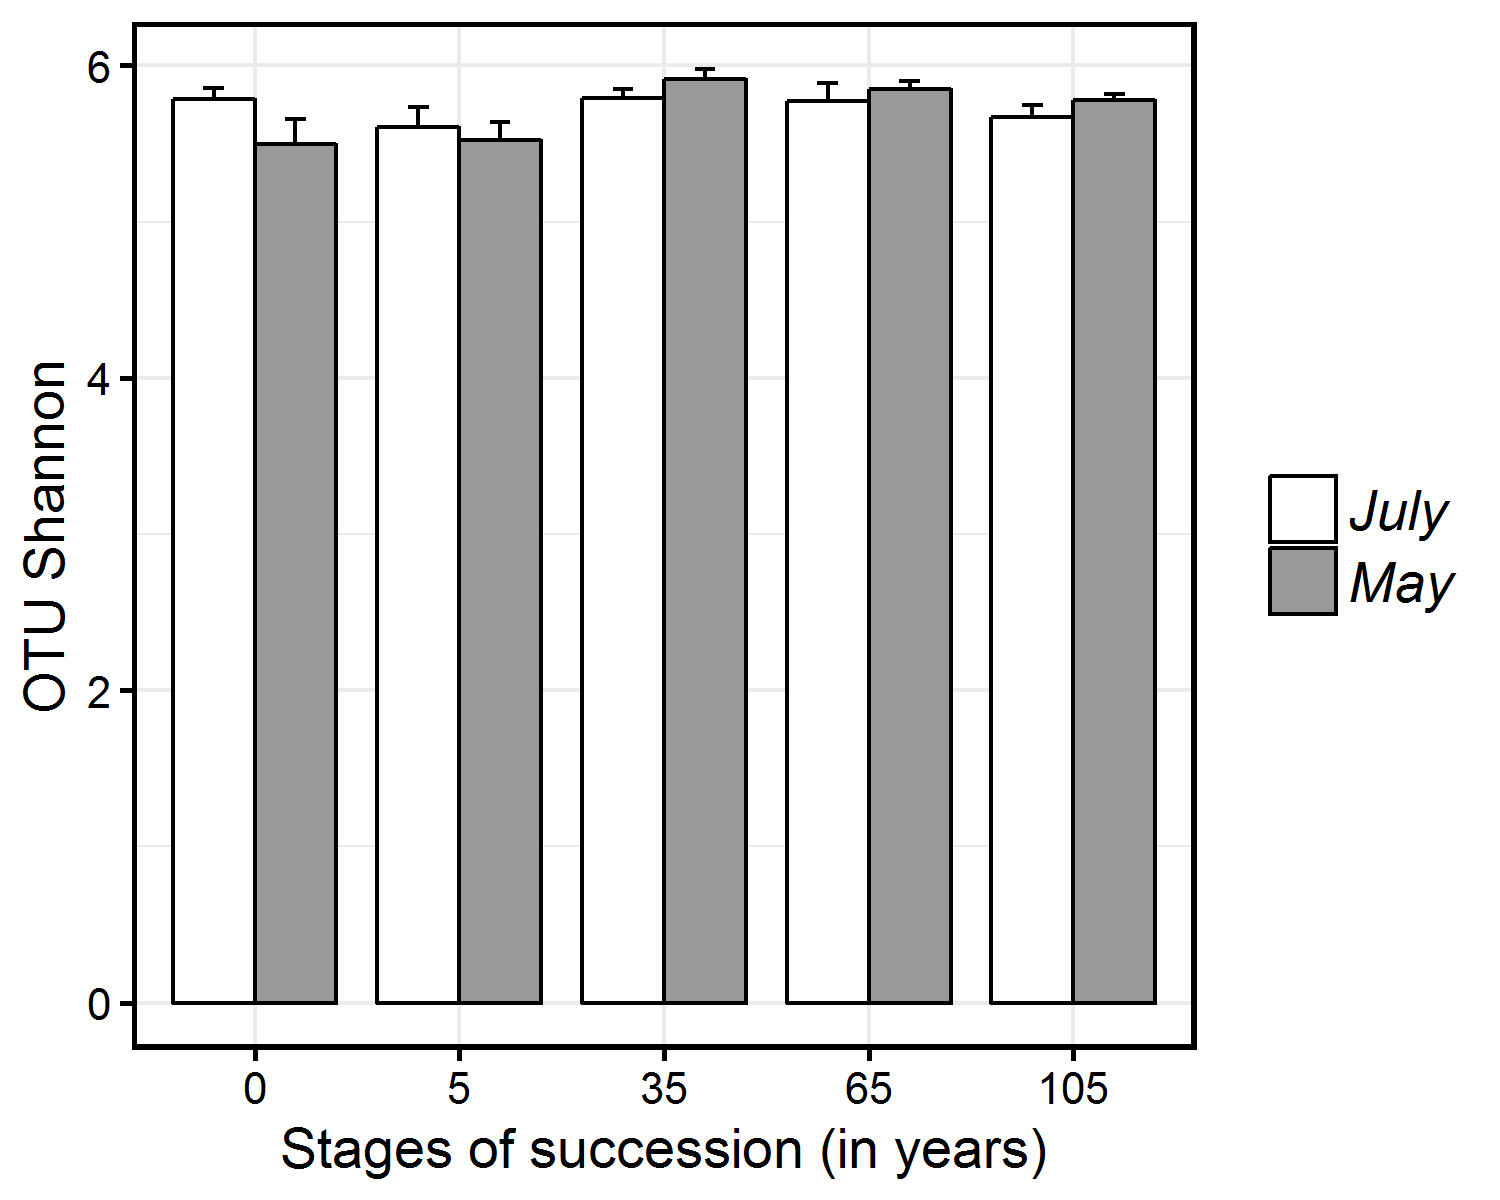 OTU Shannon
6
4
2
0
0 5 35 65 105
Stages of succession (in years)
July
May